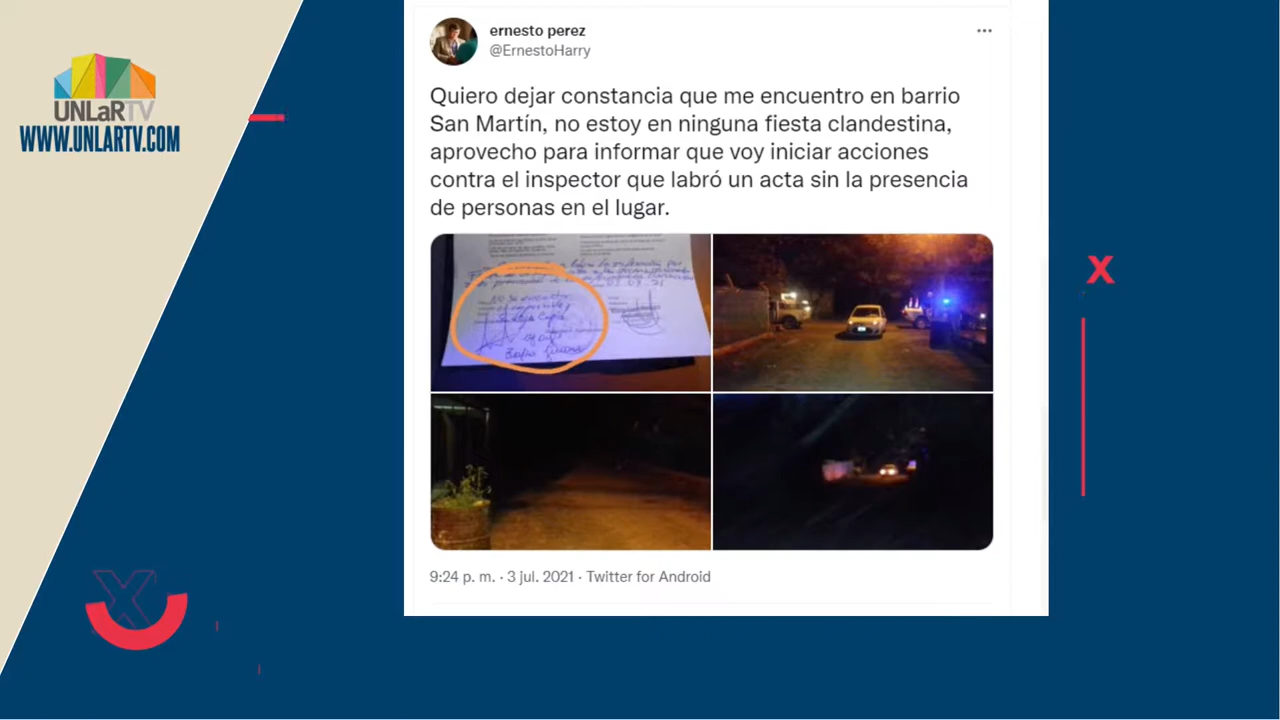 UNLaRTV
WWW.UNLARTV.COM
ernesto perez
@ErnestoHarry
Quiero dejar constancia que me encuentro en barrio
San Martín, no estoy en ninguna fiesta clandestina,
aprovecho para informar que voy iniciar acciones
contra el inspector que labró un acta sin la presencia
de personas en el lugar.
9:24 p. m. · 3 jul. 2021 · Twitter for Android